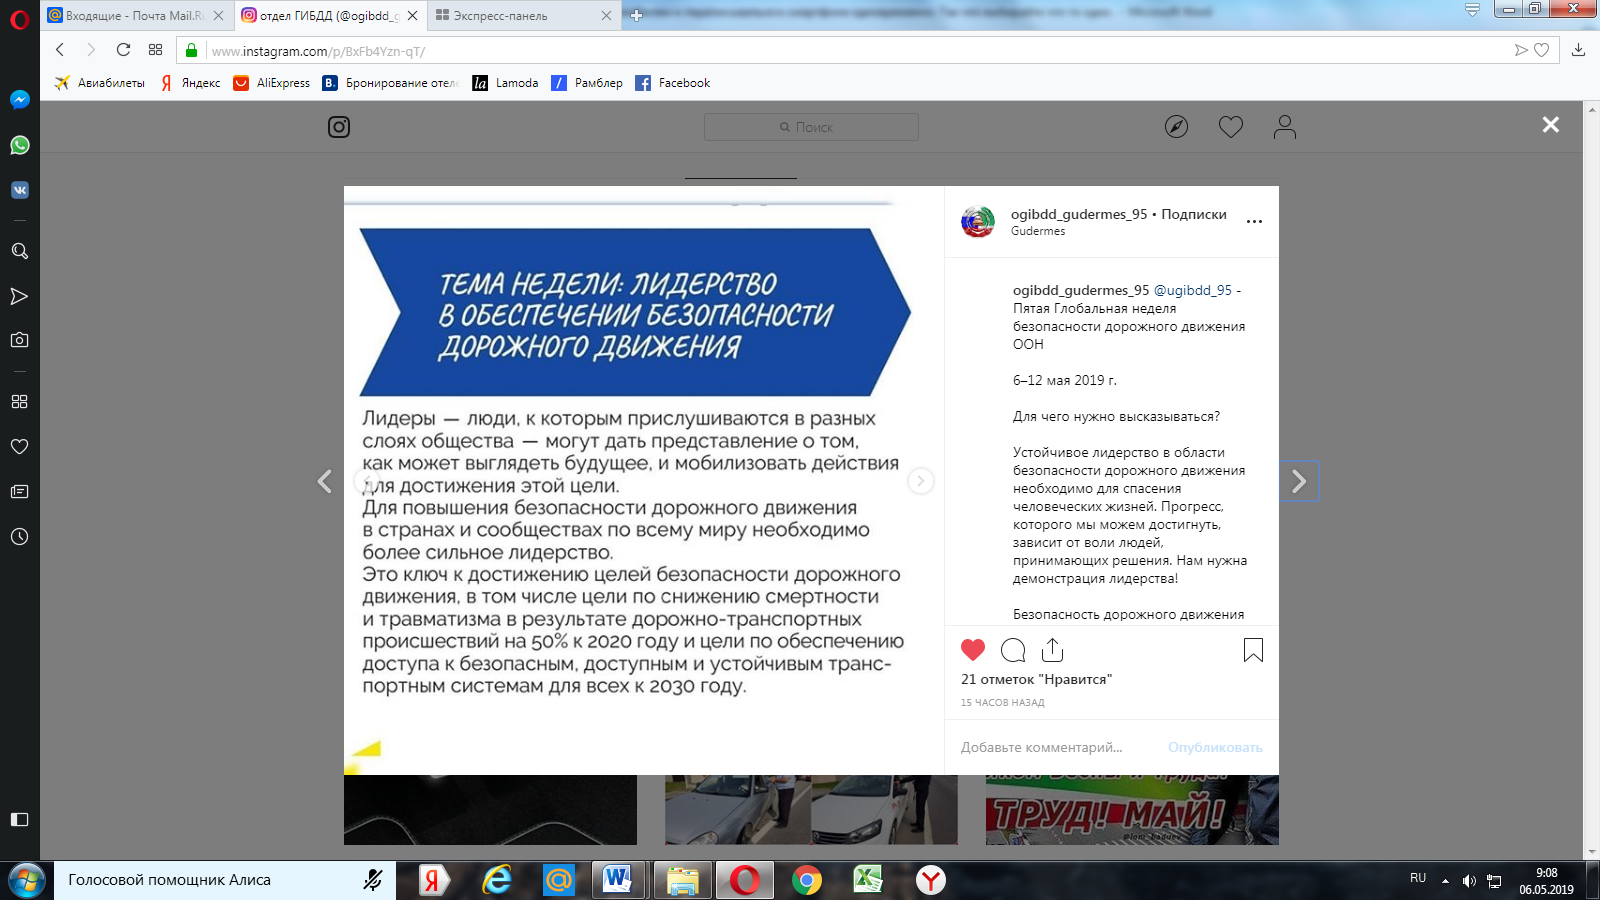 Входящие - Почта Mail.Ru
отдел ГИБДД (@ogibdd_g
Экспресс-панель
www.instagram.com/p/BxFb4Yzn-qT/
Авиабилеты
Яндекс
AliExpress
Бронирование отеле
Lamoda
Рамблер
Facebook
Поиск
ТЕМА НЕДЕЛИ: ЛИДЕРСТВО
В ОБЕСПЕЧЕНИИ БЕЗОПАСНОСТИ
ДОРОЖНОГО ДВИЖЕНИЯ
Лидеры — люди, к которым прислушиваются в разных
слоях общества — могут дать представление о том,
как может выглядеть будущее, и мобилизовать действия
для достижения этой цели.
Для повышения безопасности дорожного движения
в странах и сообществах по всему миру необходимо
более сильное лидерство.
Это ключ к достижению целей безопасности дорожного
движения, в том числе цели по снижению смертности
и травматизма в результате дорожно-транспортных
происшествий на 50% к 2020 году и цели по обеспечению
доступа к безопасным, доступным и устойчивым транс-
портным системам для всех к 2030 году.
ogibdd_gudermes_95 • Подписки
Gudermes
ogibdd_gudermes_95 @ugibdd_95 -
Пятая Глобальная неделя
безопасности дорожного движения
ООН
6–12 мая 2019 г.
Для чего нужно высказываться?
Устойчивое лидерство в области
безопасности дорожного движения
необходимо для спасения
человеческих жизней. Прогресс,
которого мы можем достигнуть,
зависит от воли людей,
принимающих решения. Нам нужна
демонстрация лидерства!
Безопасность дорожного движения
21 отметок "Нравится"
15 ЧАСОВ НАЗАД
Добавьте комментарий...
Опубликовать
ТРУД! МАЙ!
Голосовой помощник Алиса
RU
9:08
06.05.2019